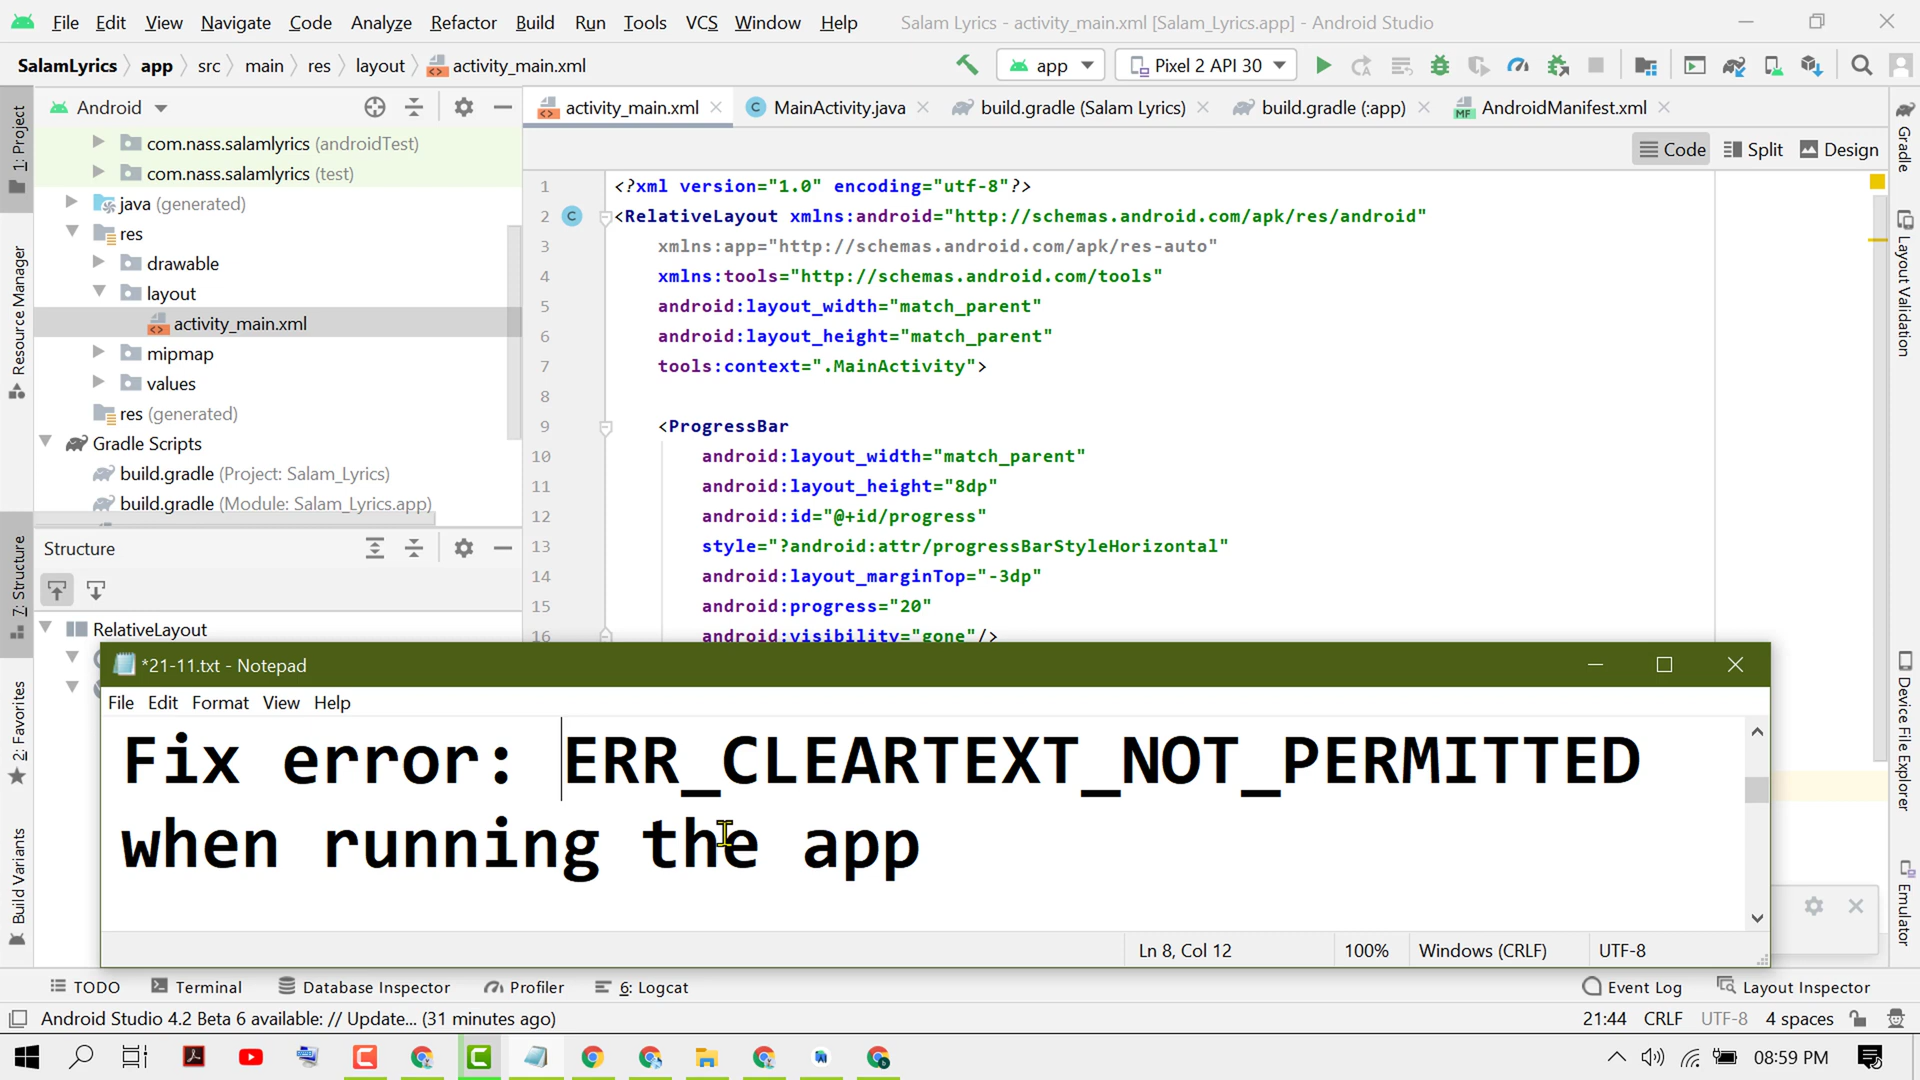 File Edit View Navigate Code Analyze Refactor Build Run Tools VCS Window Help Salam Lyrics - activity_main.xml [Salam_Lyrics.app] - Android Studio
SalamLyrics app src main res layout activity_main.xml app Pixel 2 API 30
Android
activity_main.xml MainActivity.java build.gradle (Salam Lyrics) build.gradle (:app) AndroidManifest.xml
Code Split Design
1: Project
Resource Manager
7: Structure
2: Favorites
Build Variants
com.nass.salamlyrics (androidTest)
com.nass.salamlyrics (test)
java (generated)
res
drawable
layout
activity_main.xml
mipmap
values
res (generated)
Gradle Scripts
build.gradle (Project: Salam_Lyrics)
build.gradle (Module: Salam_Lyrics.app)
Structure
RelativeLayout
1 <?xml version="1.0" encoding="utf-8"?>
2 <RelativeLayout xmlns:android="http://schemas.android.com/apk/res/android"
3 xmlns:app="http://schemas.android.com/apk/res-auto"
4 xmlns:tools="http://schemas.android.com/tools"
5 android:layout_width="match_parent"
6 android:layout_height="match_parent"
7 tools:context=".MainActivity">
8
9 <ProgressBar
10 android:layout_width="match_parent"
11 android:layout_height="8dp"
12 android:id="@+id/progress"
13 style="?android:attr/progressBarStyleHorizontal"
14 android:layout_marginTop="-3dp"
15 android:progress="20"
16 android:visibility="gone"/>
Gradle
Layout Validation
Device File Explorer
Emulator
*21-11.txt - Notepad
File Edit Format View Help
Fix error: ERR_CLEARTEXT_NOT_PERMITTED
when running the app
Ln 8, Col 12 100% Windows (CRLF) UTF-8
TODO Terminal Database Inspector Profiler 6: Logcat Event Log Layout Inspector
Android Studio 4.2 Beta 6 available: // Update... (31 minutes ago) 21:44 CRLF UTF-8 4 spaces
08:59 PM